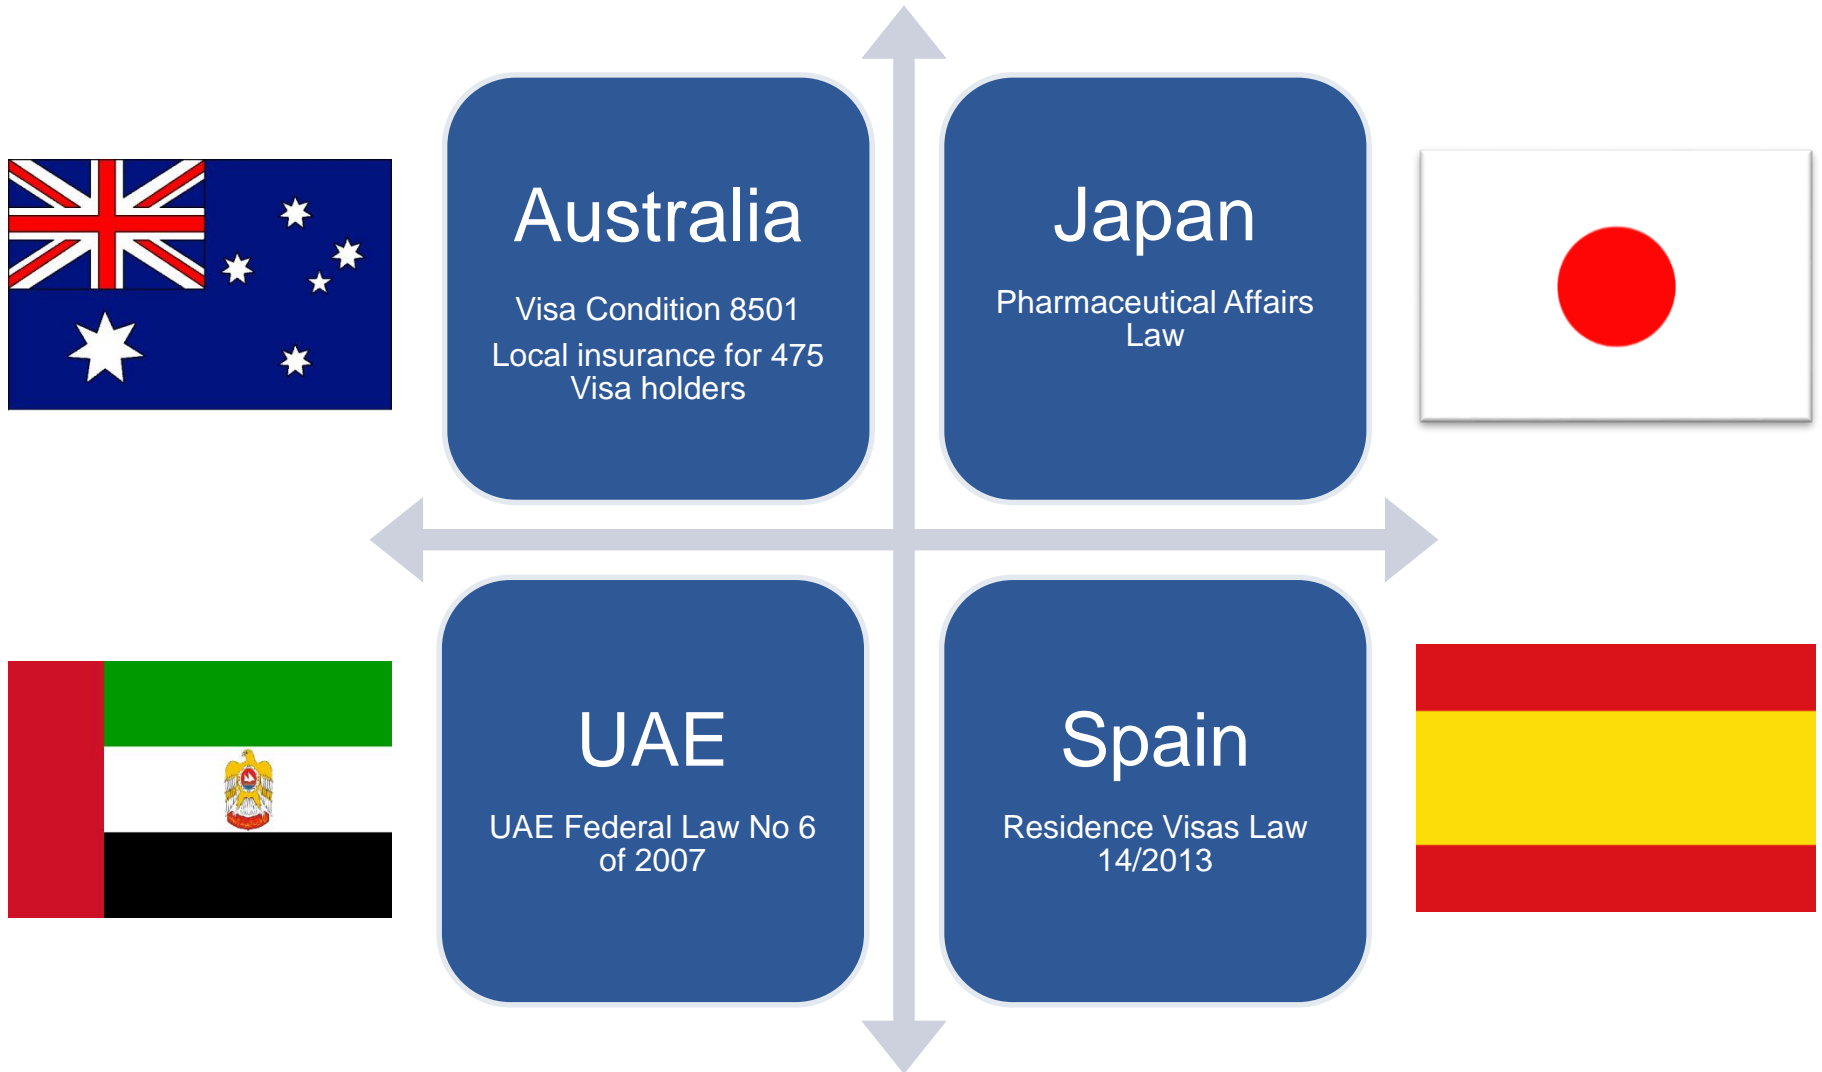 Australia
Visa Condition 8501
Local insurance for 475
Visa holders
Japan
Pharmaceutical Affairs
Law
UAE
UAE Federal Law No 6
of 2007
Spain
Residence Visas Law
14/2013